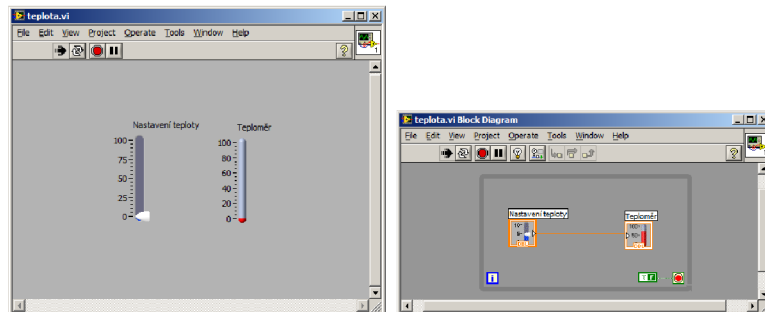 teplota.vi
File Edit View Project Operate Tools Window Help
1
Nastavení teploty
Teploměr
100
75
50
25
0
100
80
60
40
20
0
teplota.vi Block Diagram
File Edit View Project Operate Tools Window Help
Nastavení teploty
Teploměr
i